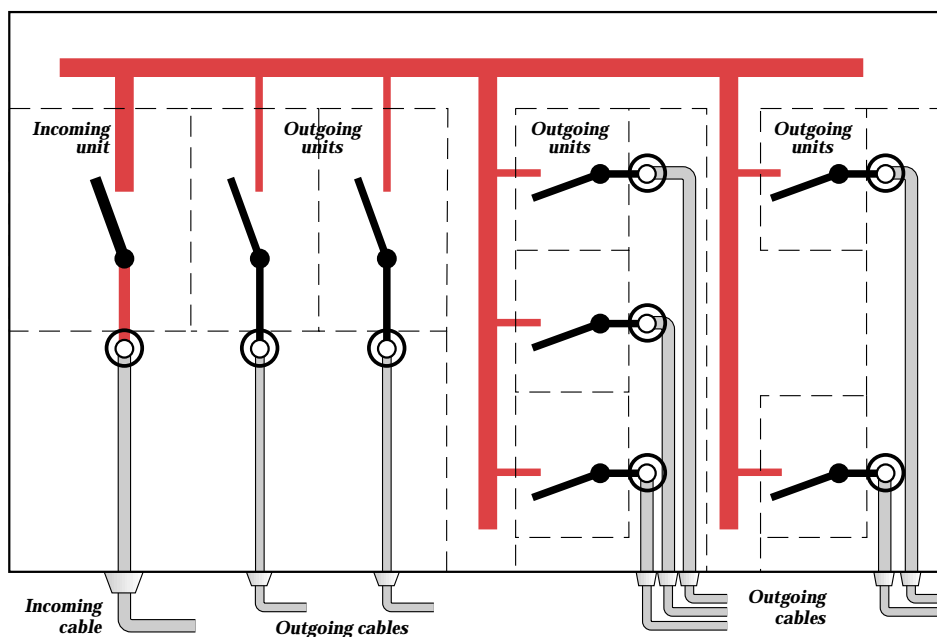 Incoming
unit
Outgoing
units
Outgoing
units
Outgoing
units
Incoming
cable
Outgoing cables
Outgoing
cables